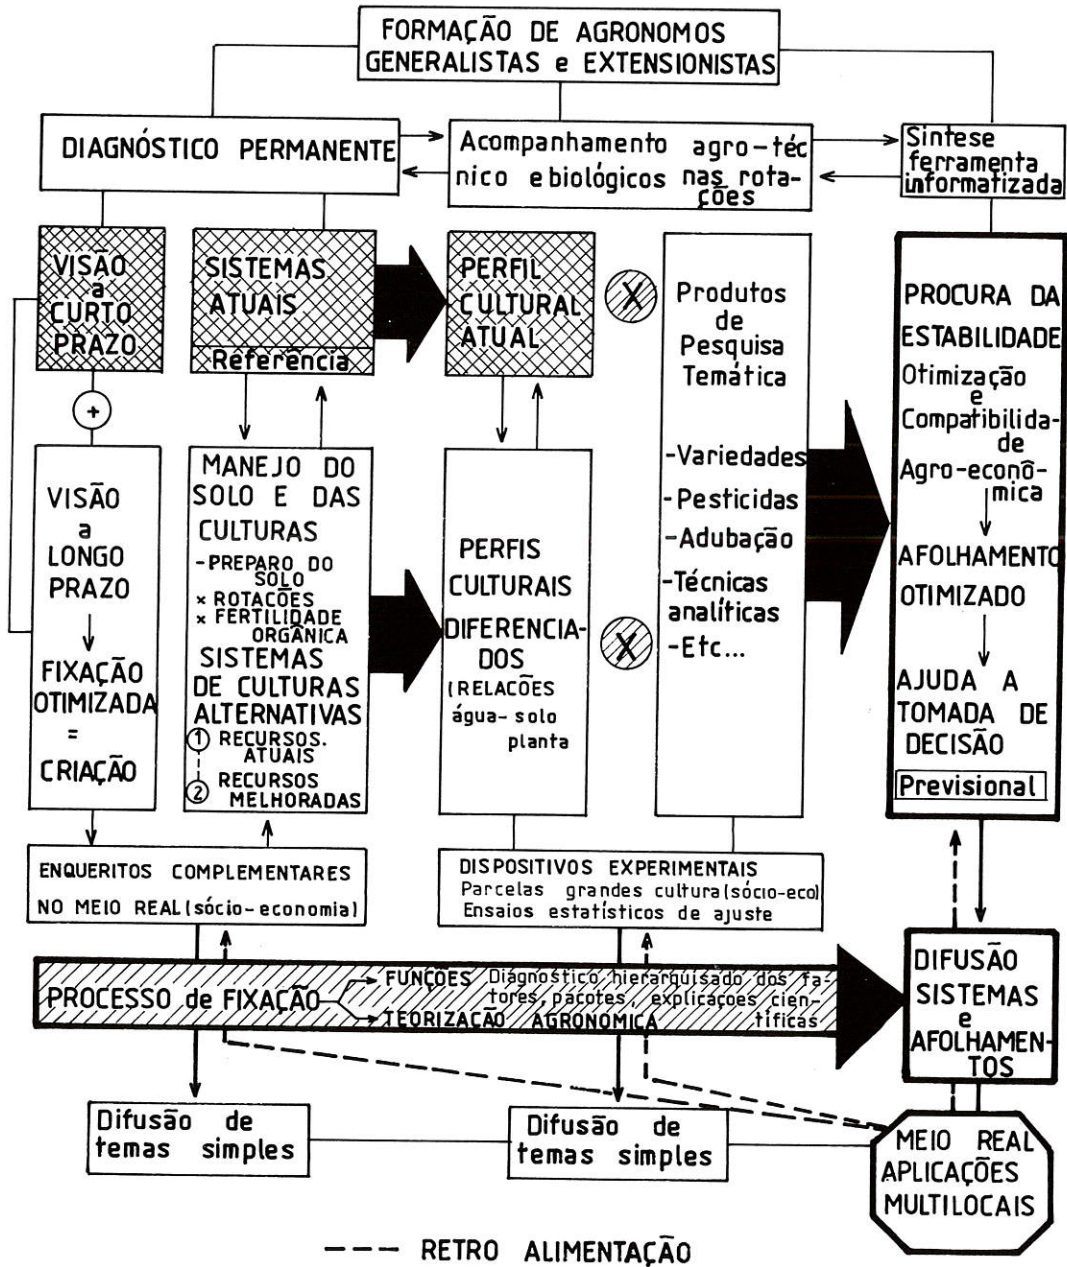 FORMAÇÃO DE AGRONOMOS
GENERALISTAS e EXTENSIONISTAS
DIAGNÓSTICO PERMANENTE
Acompanhamento agro-téc
nico e biológicos nas rota-
ções
Síntese
ferramenta
informatizada
VISÃO
a
CURTO
PRAZO
SISTEMAS
ATUAIS
Referência
PERFIL
CULTURAL
ATUAL
X
Produtos
de
Pesquisa
Temática
-Variedades
-Pesticidas
-Adubação
-Técnicas
analíticas
-Etc...
PROCURA DA
ESTABILIDADE
Otimização
e
Compatibilida-
de
Agro-econô-
mica
AFOLHAMENTO
OTIMIZADO
AJUDA A
TOMADA DE
DECISÃO
Previsional
+
VISÃO
a
LONGO
PRAZO
FIXAÇÃO
OTIMIZADA
=
CRIAÇÃO
MANEJO DO
SOLO E DAS
CULTURAS
-PREPARO DO
SOLO
× ROTACÕES
× FERTILIDADE
ORGÂNICA
SISTEMAS
DE CULTURAS
ALTERNATIVAS
1 RECURSOS.
ATUAIS
2 RECURSOS
MELHORADAS
PERFIS
CULTURAIS
DIFERENCIA-
DOS
(RELACÕES
água-solo
planta)
X
ENQUERITOS COMPLEMENTARES
NO MEIO REAL (sócio-economia)
DISPOSITIVOS EXPERIMENTAIS
Parcelas grandes cultura (sócio-eco)
Ensaios estatísticos de ajuste
PROCESSO de FIXAÇÃO
FUNÇÕES Diagnóstico hierarquisado dos fa-
tores, pacotes, explicaçoes cien-
TEORIZAÇÃO AGRONOMICA tíficas
DIFUSÃO
SISTEMAS
e
AFOLHAMEN-
TOS
Difusão de
temas simples
Difusão de
temas simples
MEIO REAL
APLICAÇÕES
MULTILOCAIS
--- RETRO ALIMENTAÇÃO